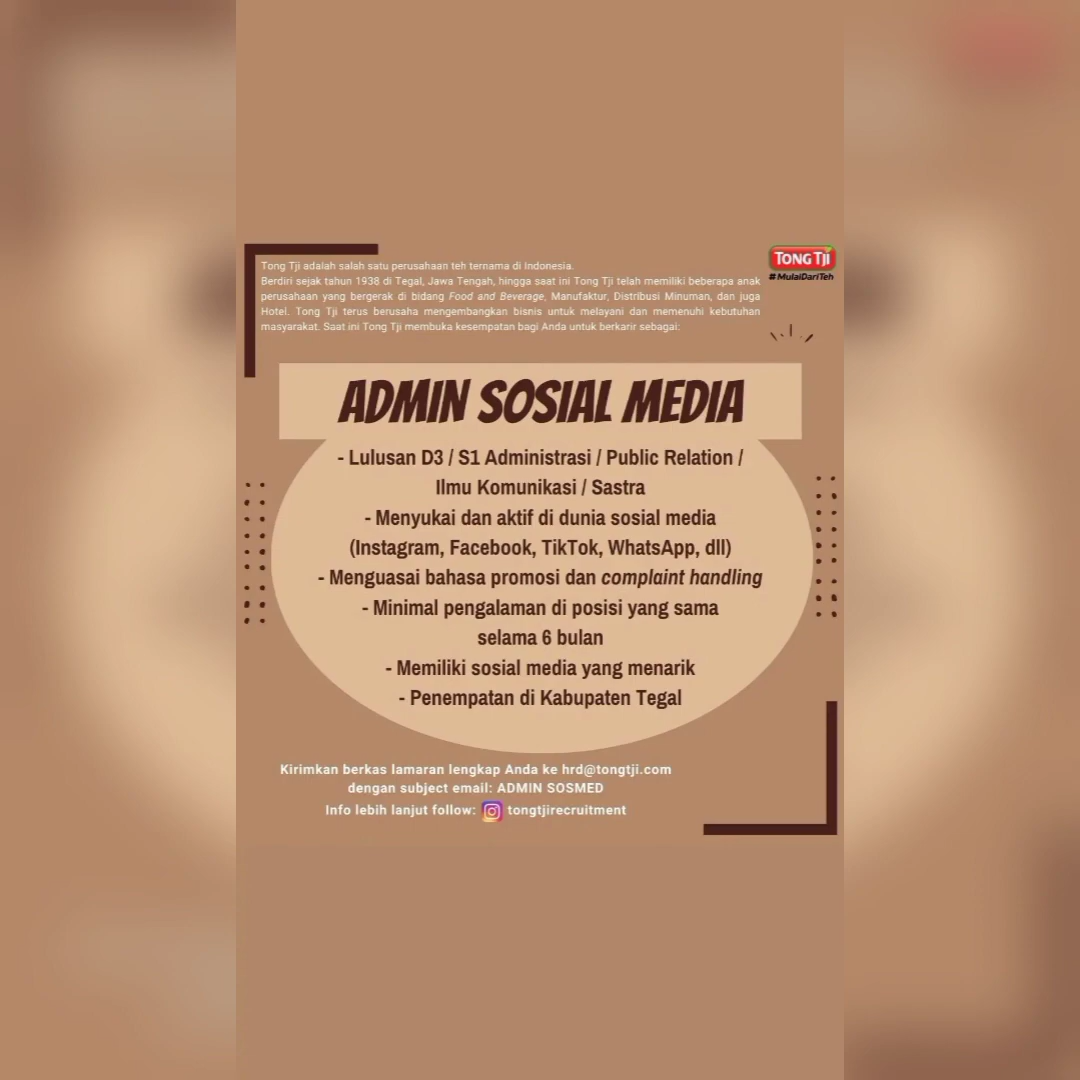 Tong Tji adalah salah satu perusahaan teh ternama di Indonesia.
Berdiri sejak tahun 1938 di Tegal, Jawa Tengah, hingga saat ini Tong Tji telah memiliki beberapa anak
perusahaan yang bergerak di bidang Food and Beverage, Manufaktur, Distribusi Minuman, dan juga
Hotel. Tong Tji terus berusaha mengembangkan bisnis untuk melayani dan memenuhi kebutuhan
masyarakat. Saat ini Tong Tji membuka kesempatan bagi Anda untuk berkarir sebagai:
TONG TJI
#MulaiDariTeh
ADMIN SOSIAL MEDIA
- Lulusan D3 / S1 Administrasi / Public Relation /
Ilmu Komunikasi / Sastra
- Menyukai dan aktif di dunia sosial media
(Instagram, Facebook, TikTok, WhatsApp, dll)
- Menguasai bahasa promosi dan complaint handling
- Minimal pengalaman di posisi yang sama
selama 6 bulan
- Memiliki sosial media yang menarik
- Penempatan di Kabupaten Tegal
Kirimkan berkas lamaran lengkap Anda ke hrd@tongtji.com
dengan subject email: ADMIN SOSMED
Info lebih lanjut follow: tongtjirecruitment